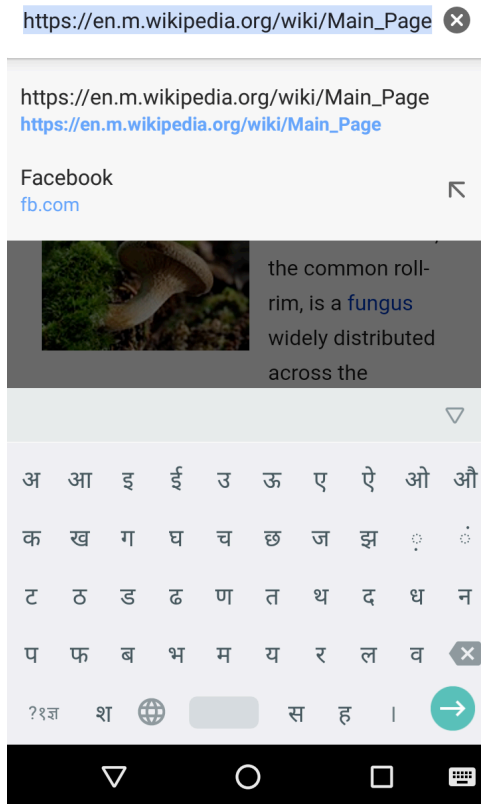 https://en.m.wikipedia.org/wiki/Main_Page
https://en.m.wikipedia.org/wiki/Main_Page
https://en.m.wikipedia.org/wiki/Main_Page
Facebook
fb.com
the common roll-
rim, is a fungus
widely distributed
across the
अ आ इ ई उ ऊ ए ऐ ओ औ
क ख ग घ च छ ज झ ़ ं
ट ठ ड ढ ण त थ द ध न
प फ ब भ म य र ल व
?१ज्ञ श स ह ।